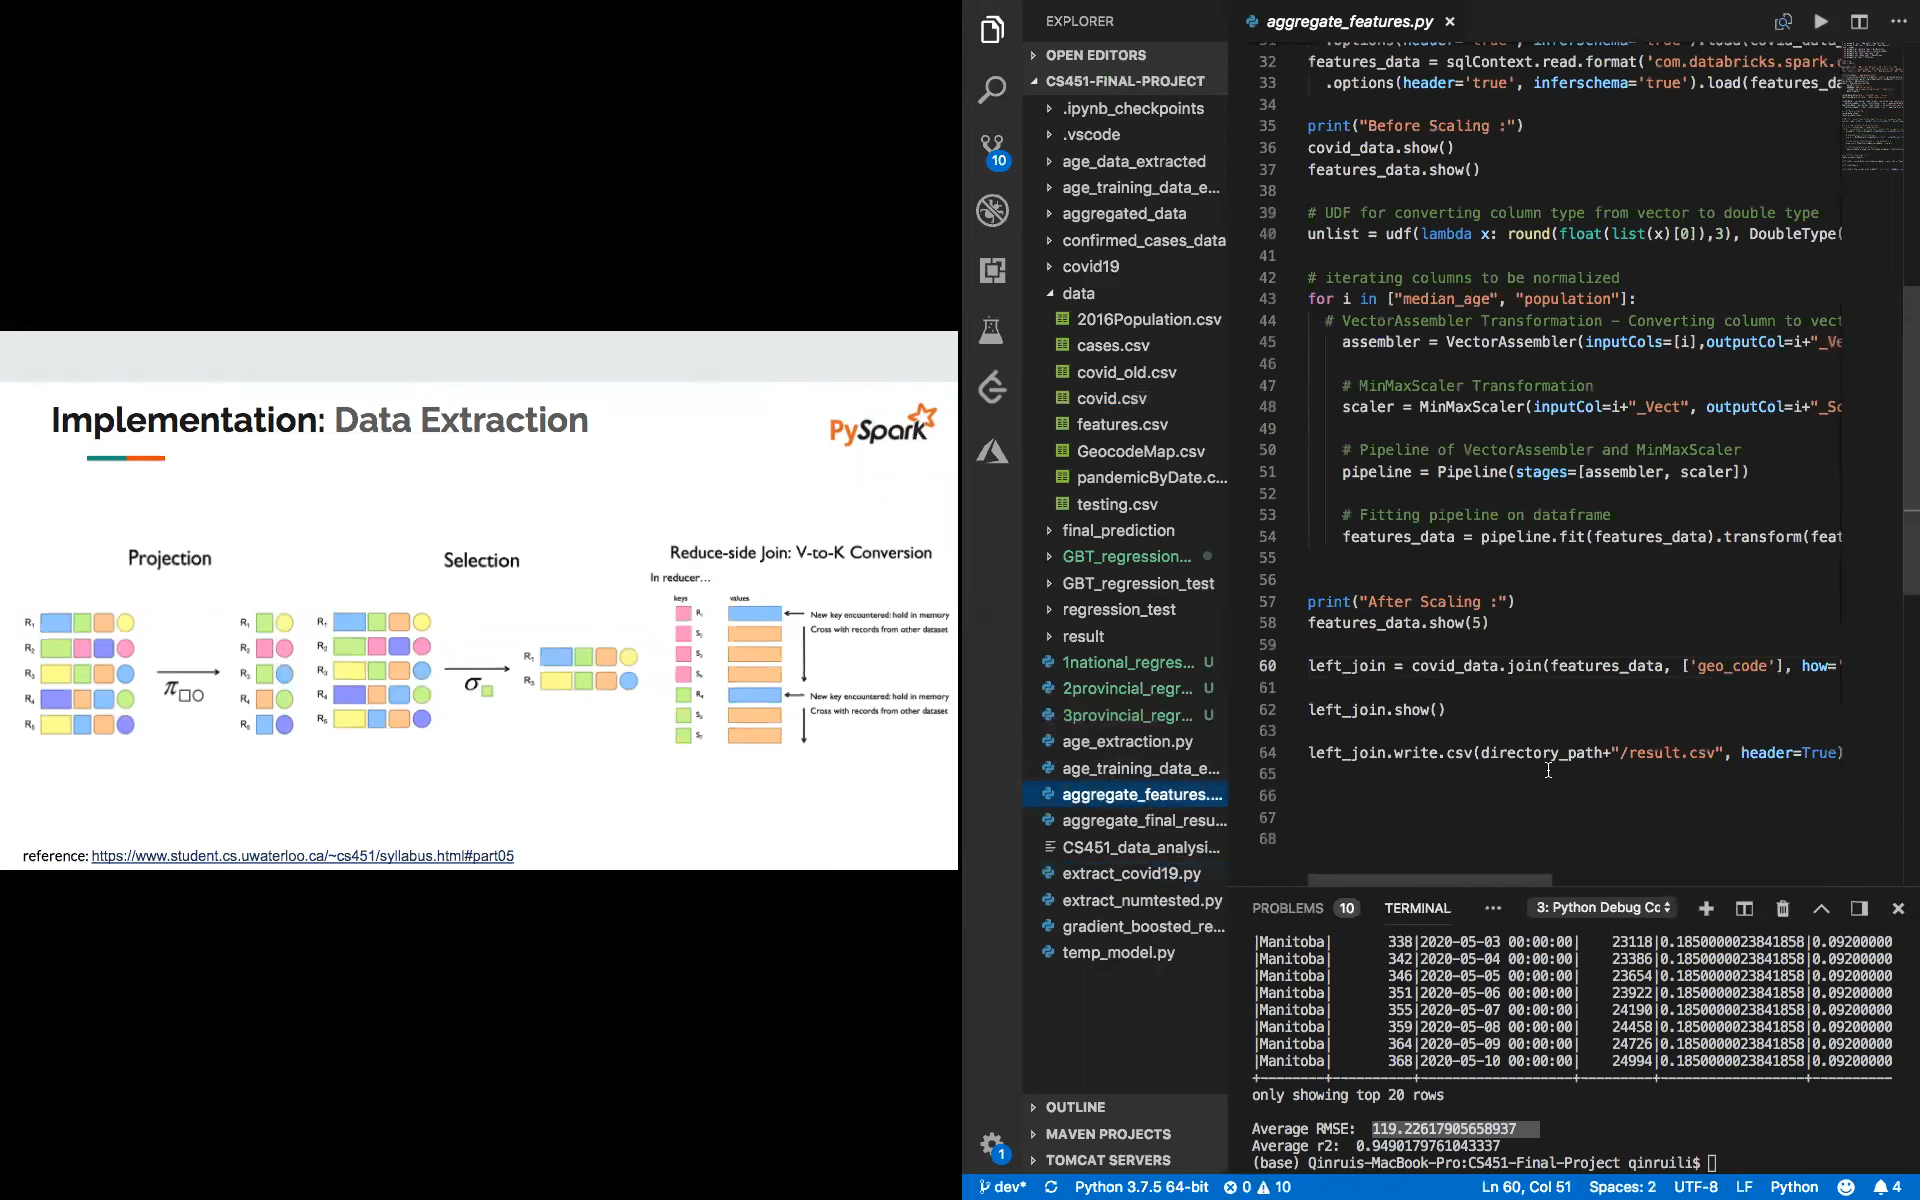 Implementation: Data Extraction
PySpark
Projection
Selection
Reduce-side Join: V-to-K Conversion
In reducer…
keys
values
New key encountered: hold in memory
Cross with records from other dataset
New key encountered: hold in memory
Cross with records from other dataset
reference: https://www.student.cs.uwaterloo.ca/~cs451/syllabus.html#part05
EXPLORER
OPEN EDITORS
CS451-FINAL-PROJECT
.ipynb_checkpoints
.vscode
age_data_extracted
age_training_data_e...
aggregated_data
confirmed_cases_data
covid19
data
2016Population.csv
cases.csv
covid_old.csv
covid.csv
features.csv
GeocodeMap.csv
pandemicByDate.c...
testing.csv
final_prediction
GBT_regression...
GBT_regression_test
regression_test
result
1national_regres... U
2provincial_regr... U
3provincial_regr... U
age_extraction.py
age_training_data_e...
aggregate_features....
aggregate_final_resu...
CS451_data_analysi...
extract_covid19.py
extract_numtested.py
gradient_boosted_re...
temp_model.py
OUTLINE
MAVEN PROJECTS
TOMCAT SERVERS
10
1
aggregate_features.py
32 features_data = sqlContext.read.format('com.databricks.spark.
33 .options(header='true', inferschema='true').load(features_da
34
35 print("Before Scaling :")
36 covid_data.show()
37 features_data.show()
38
39 # UDF for converting column type from vector to double type
40 unlist = udf(lambda x: round(float(list(x)[0]),3), DoubleType(
41
42 # iterating columns to be normalized
43 for i in ["median_age", "population"]:
44 # VectorAssembler Transformation - Converting column to vect
45 assembler = VectorAssembler(inputCols=[i],outputCol=i+"_Ve
46
47 # MinMaxScaler Transformation
48 scaler = MinMaxScaler(inputCol=i+"_Vect", outputCol=i+"_Sc
49
50 # Pipeline of VectorAssembler and MinMaxScaler
51 pipeline = Pipeline(stages=[assembler, scaler])
52
53 # Fitting pipeline on dataframe
54 features_data = pipeline.fit(features_data).transform(feat
55
56
57 print("After Scaling :")
58 features_data.show(5)
59
60 left_join = covid_data.join(features_data, ['geo_code'], how='
61
62 left_join.show()
63
64 left_join.write.csv(directory_path+"/result.csv", header=True)
65
66
67
68
PROBLEMS 10 TERMINAL ··· 3: Python Debug Cc
|Manitoba| 338|2020-05-03 00:00:00| 23118|0.1850000023841858|0.09200000
|Manitoba| 342|2020-05-04 00:00:00| 23386|0.1850000023841858|0.09200000
|Manitoba| 346|2020-05-05 00:00:00| 23654|0.1850000023841858|0.09200000
|Manitoba| 351|2020-05-06 00:00:00| 23922|0.1850000023841858|0.09200000
|Manitoba| 355|2020-05-07 00:00:00| 24190|0.1850000023841858|0.09200000
|Manitoba| 359|2020-05-08 00:00:00| 24458|0.1850000023841858|0.09200000
|Manitoba| 364|2020-05-09 00:00:00| 24726|0.1850000023841858|0.09200000
|Manitoba| 368|2020-05-10 00:00:00| 24994|0.1850000023841858|0.09200000
only showing top 20 rows
Average RMSE: 119.22617905658937
Average r2: 0.9490179761043337
(base) Qinruis-MacBook-Pro:CS451-Final-Project qinruili$
dev* Python 3.7.5 64-bit 0 10 Ln 60, Col 51 Spaces: 2 UTF-8 LF Python 4